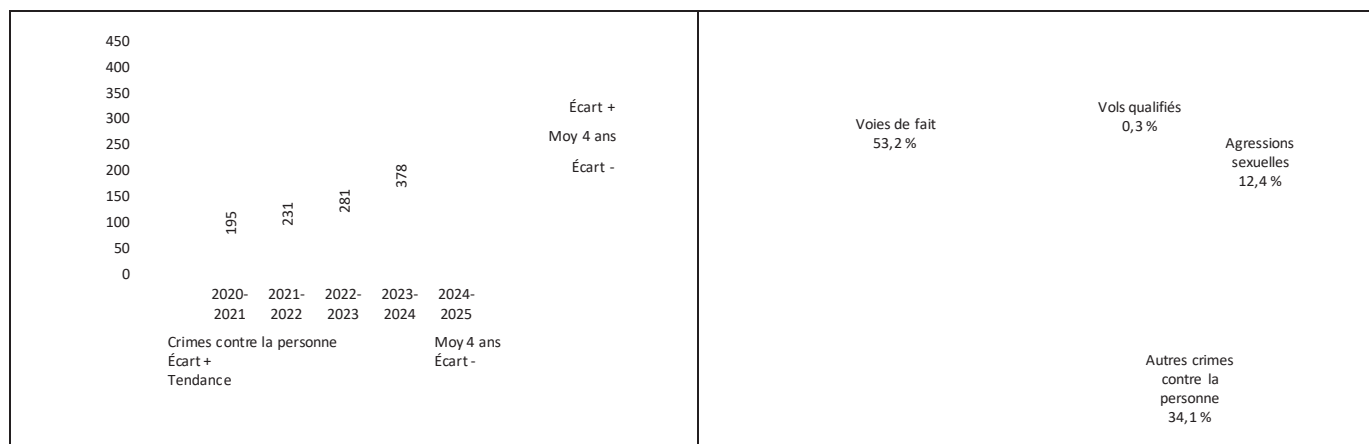 450
400
350
300
250
200
150
100
50
0
195
231
281
378
2020-
2021
2021-
2022
2022-
2023
2023-
2024
2024-
2025
Écart +
Moy 4 ans
Écart -
Crimes contre la personne
Écart +
Tendance
Moy 4 ans
Écart -
Voies de fait
53,2 %
Vols qualifiés
0,3 %
Agressions
sexuelles
12,4 %
Autres crimes
contre la
personne
34,1 %